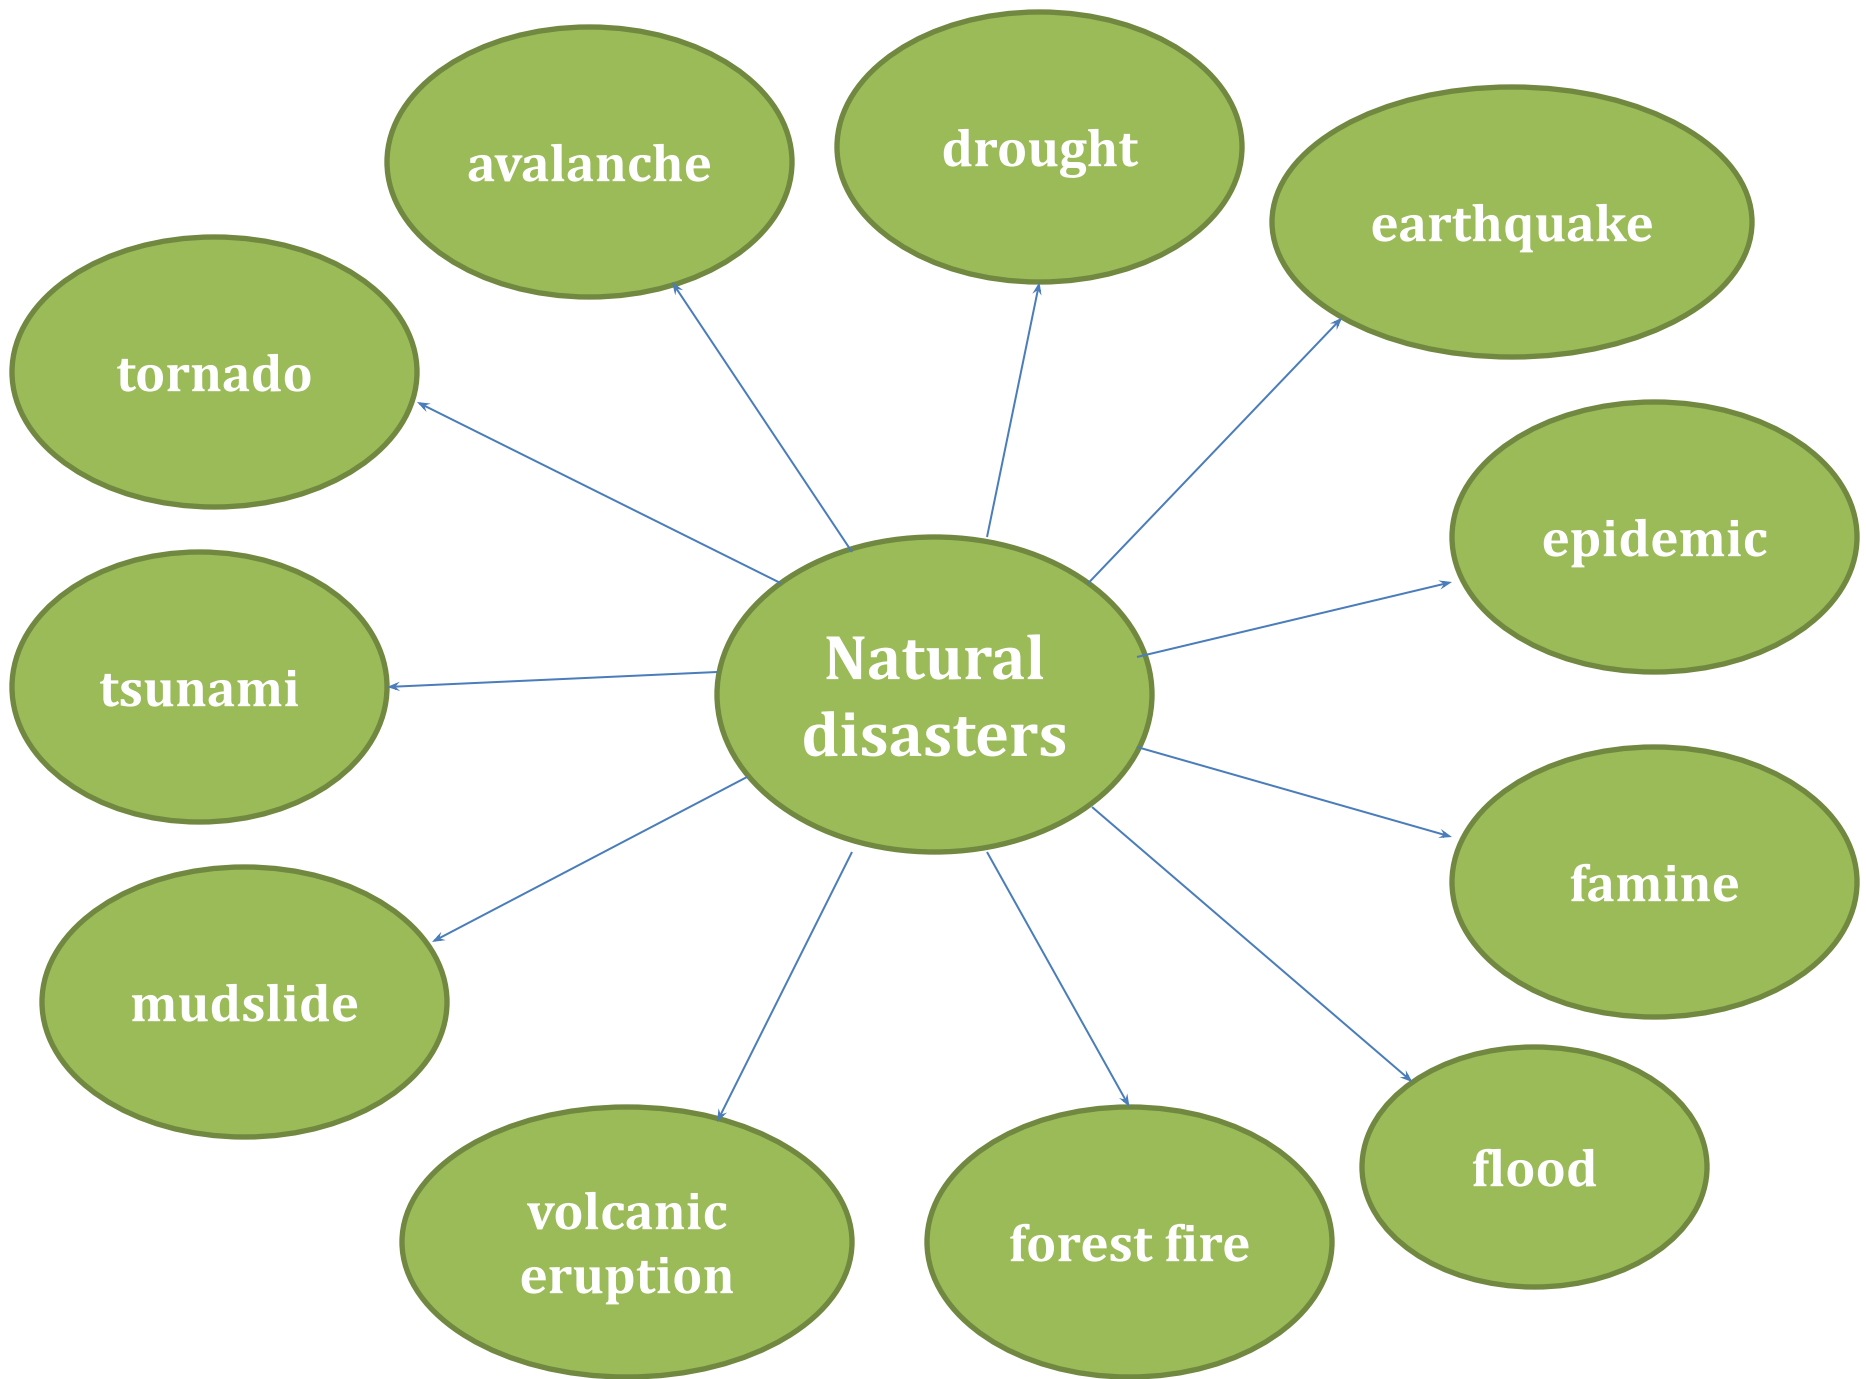 drought
avalanche
earthquake
tornado
epidemic
Natural
disasters
tsunami
famine
mudslide
flood
volcanic
eruption
forest fire